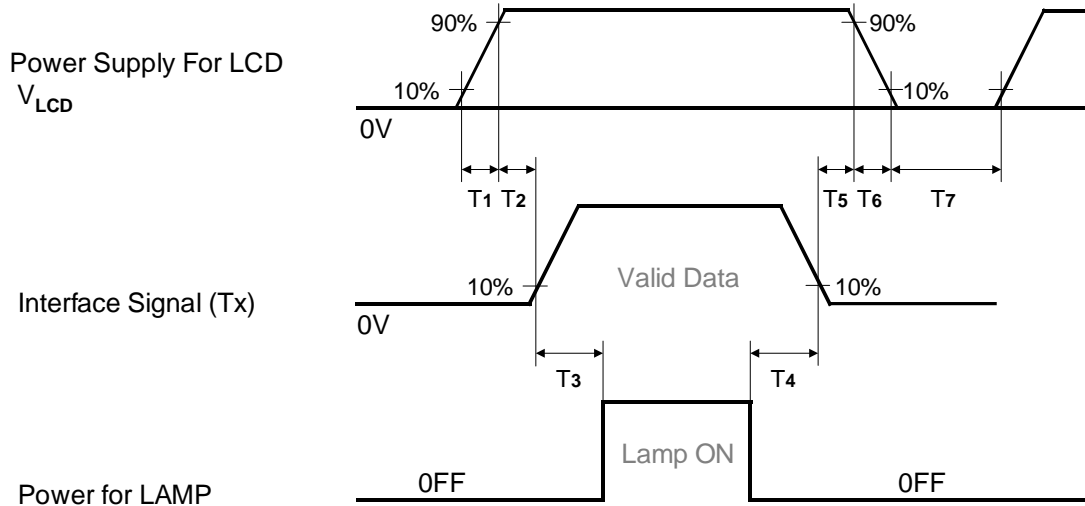 90% 90%
Power Supply For LCD
VLCD
10% 10%
0V
T1 T2 T5 T6 T7
Valid Data
10% 10%
Interface Signal (Tx)
0V
T3 T4
Lamp ON
0FF 0FF
Power for LAMP